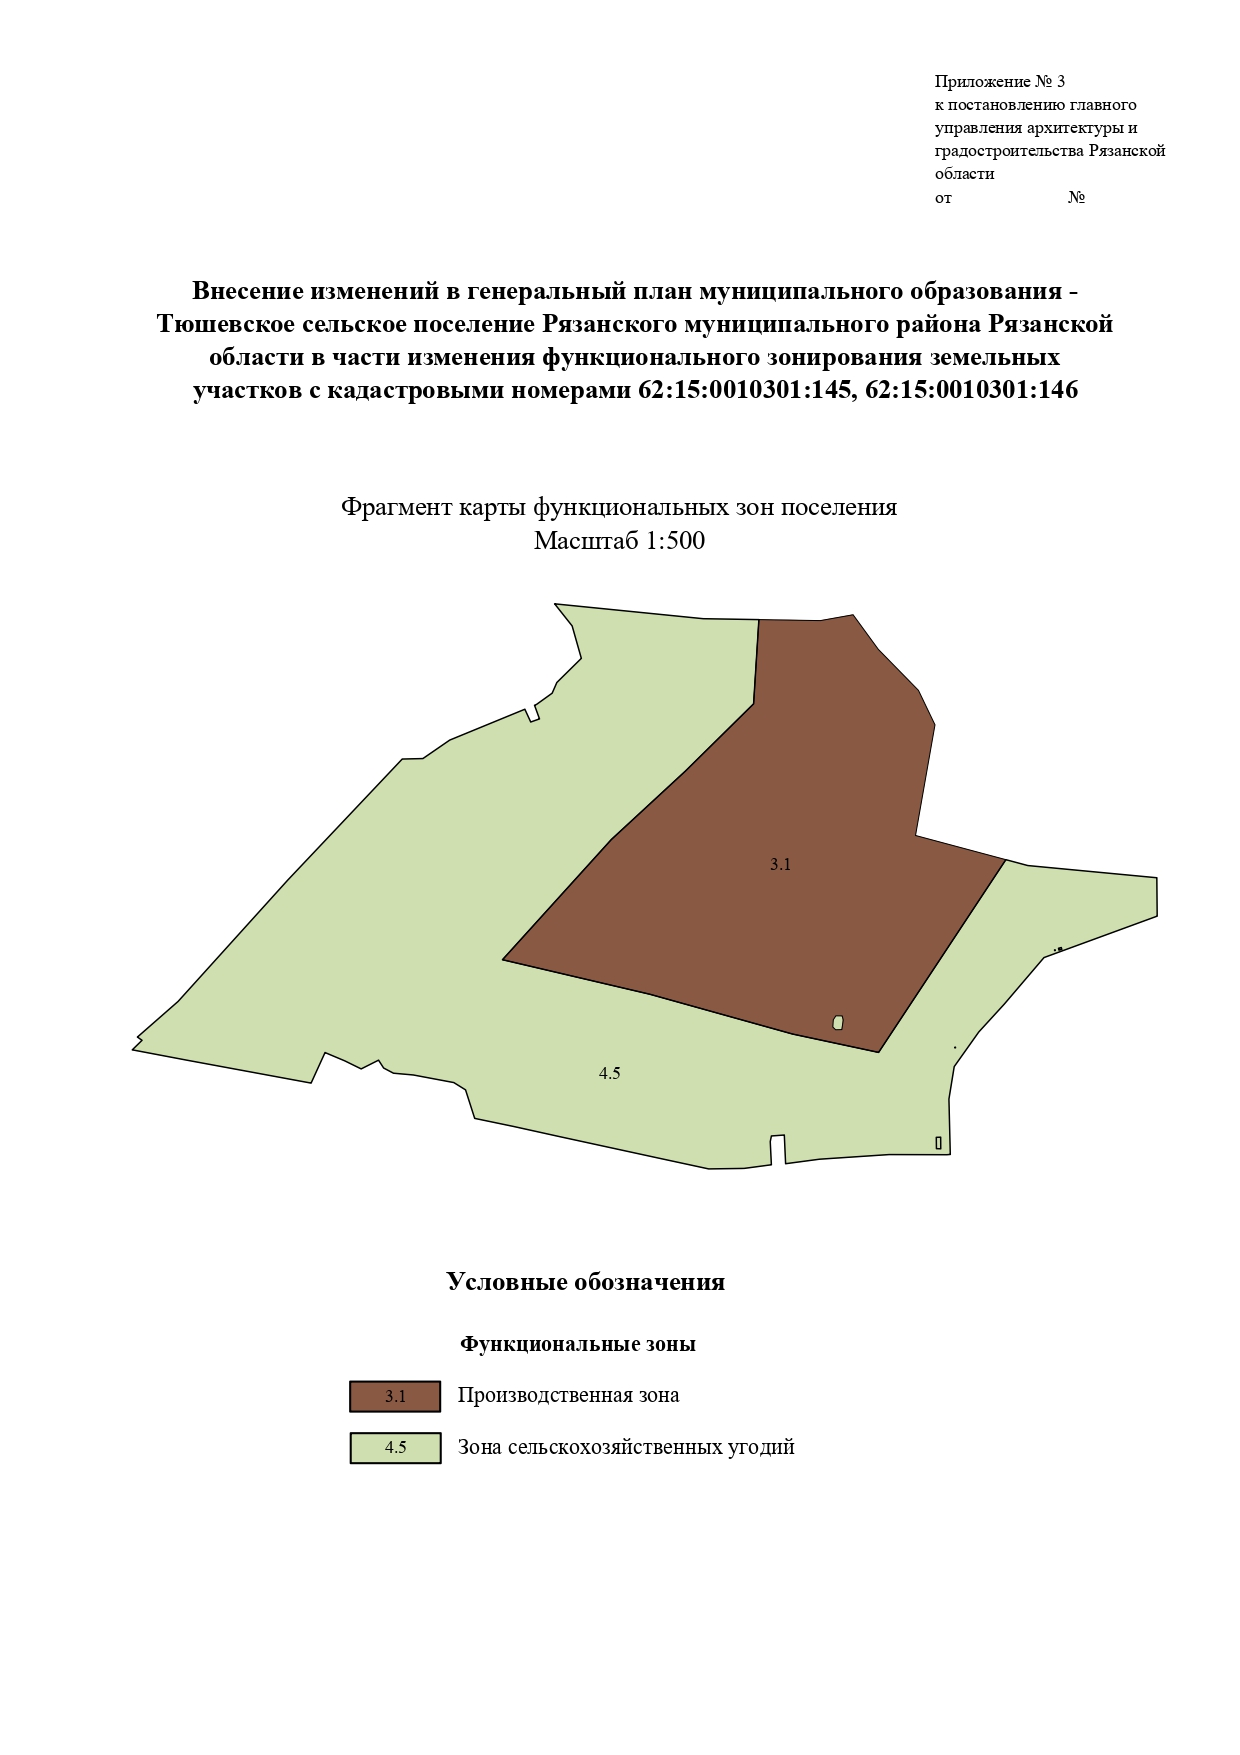 Приложение № 3
к постановлению главного
управления архитектуры и
градостроительства Рязанской
области
от №
Внесение изменений в генеральный план муниципального образования -
Тюшевское сельское поселение Рязанского муниципального района Рязанской
области в части изменения функционального зонирования земельных
участков с кадастровыми номерами 62:15:0010301:145, 62:15:0010301:146
Фрагмент карты функциональных зон поселения
Масштаб 1:500
3.1
4.5
Условные обозначения
Функциональные зоны
3.1 Производственная зона
4.5 Зона сельскохозяйственных угодий